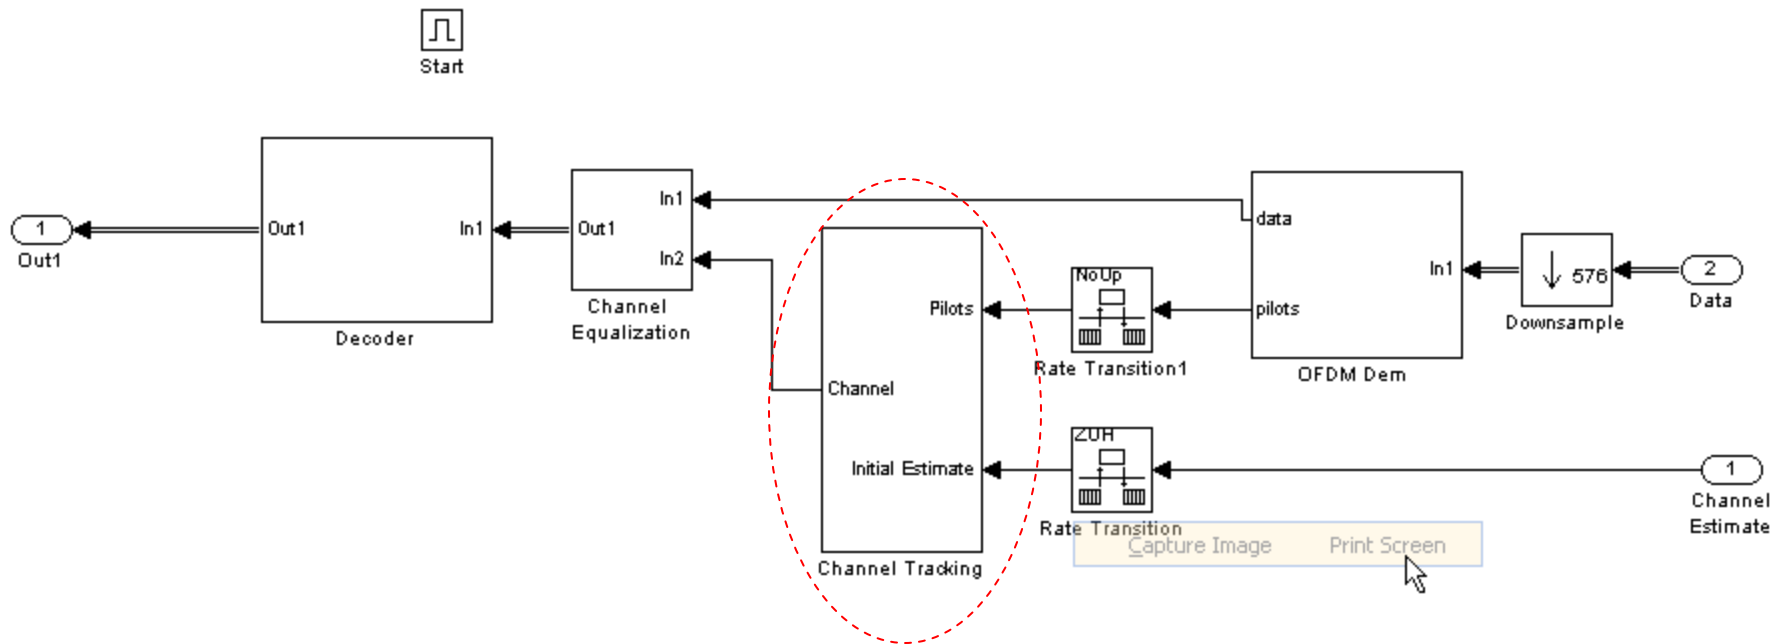 Start
Out1
In1
1
Out1
Decoder
In1
Out1
In2
Channel
Equalization
data
In1
pilots
OFDM Dem
576
Downsample
2
Data
NoUp
Rate Transition1
Pilots
Channel
Initial Estimate
Channel Tracking
ZOH
Rate Transition
1
Channel
Estimate
Capture Image Print Screen